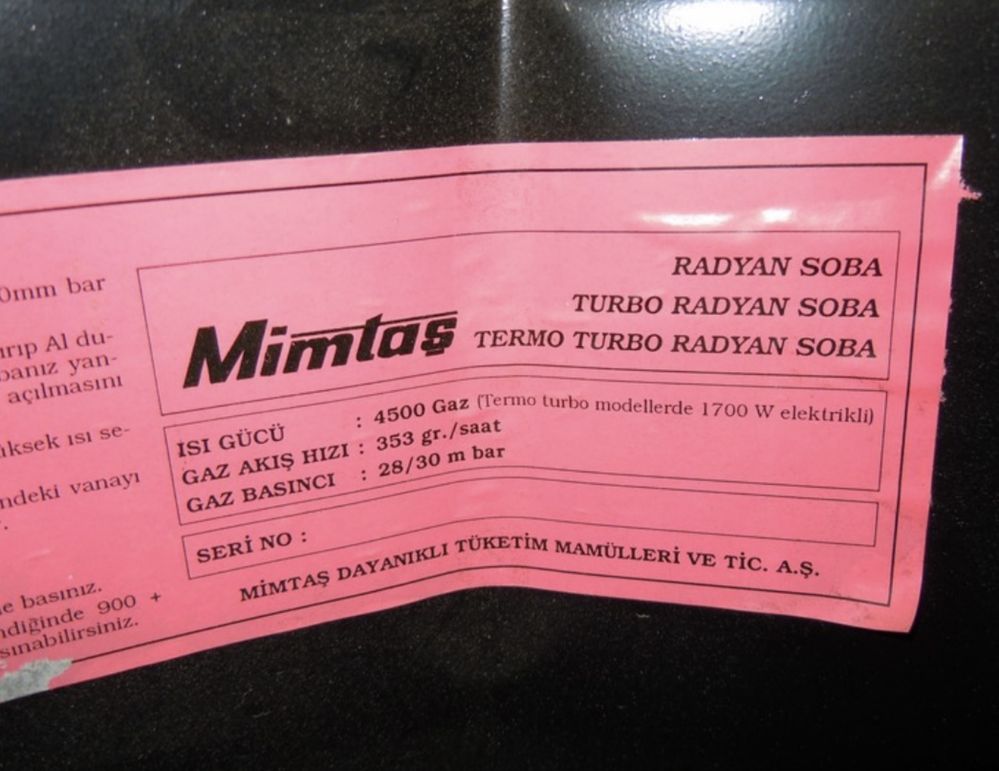 0mm bar
ırıp Al du-
banız yan-
açılmasını
iksek ısı se-
ndeki vanayı
e basınız.
ndiğinde 900 +
sınabilirsiniz.
RADYAN SOBA
TURBO RADYAN SOBA
Mimtaş TERMO TURBO RADYAN SOBA
ISI GÜCÜ : 4500 Gaz (Termo turbo modellerde 1700 W elektrikli)
GAZ AKIŞ HIZI : 353 gr./saat
GAZ BASINCI : 28/30 m bar
SERİ NO :
MİMTAŞ DAYANIKLI TÜKETİM MAMÜLLERİ VE TİC. A.Ş.